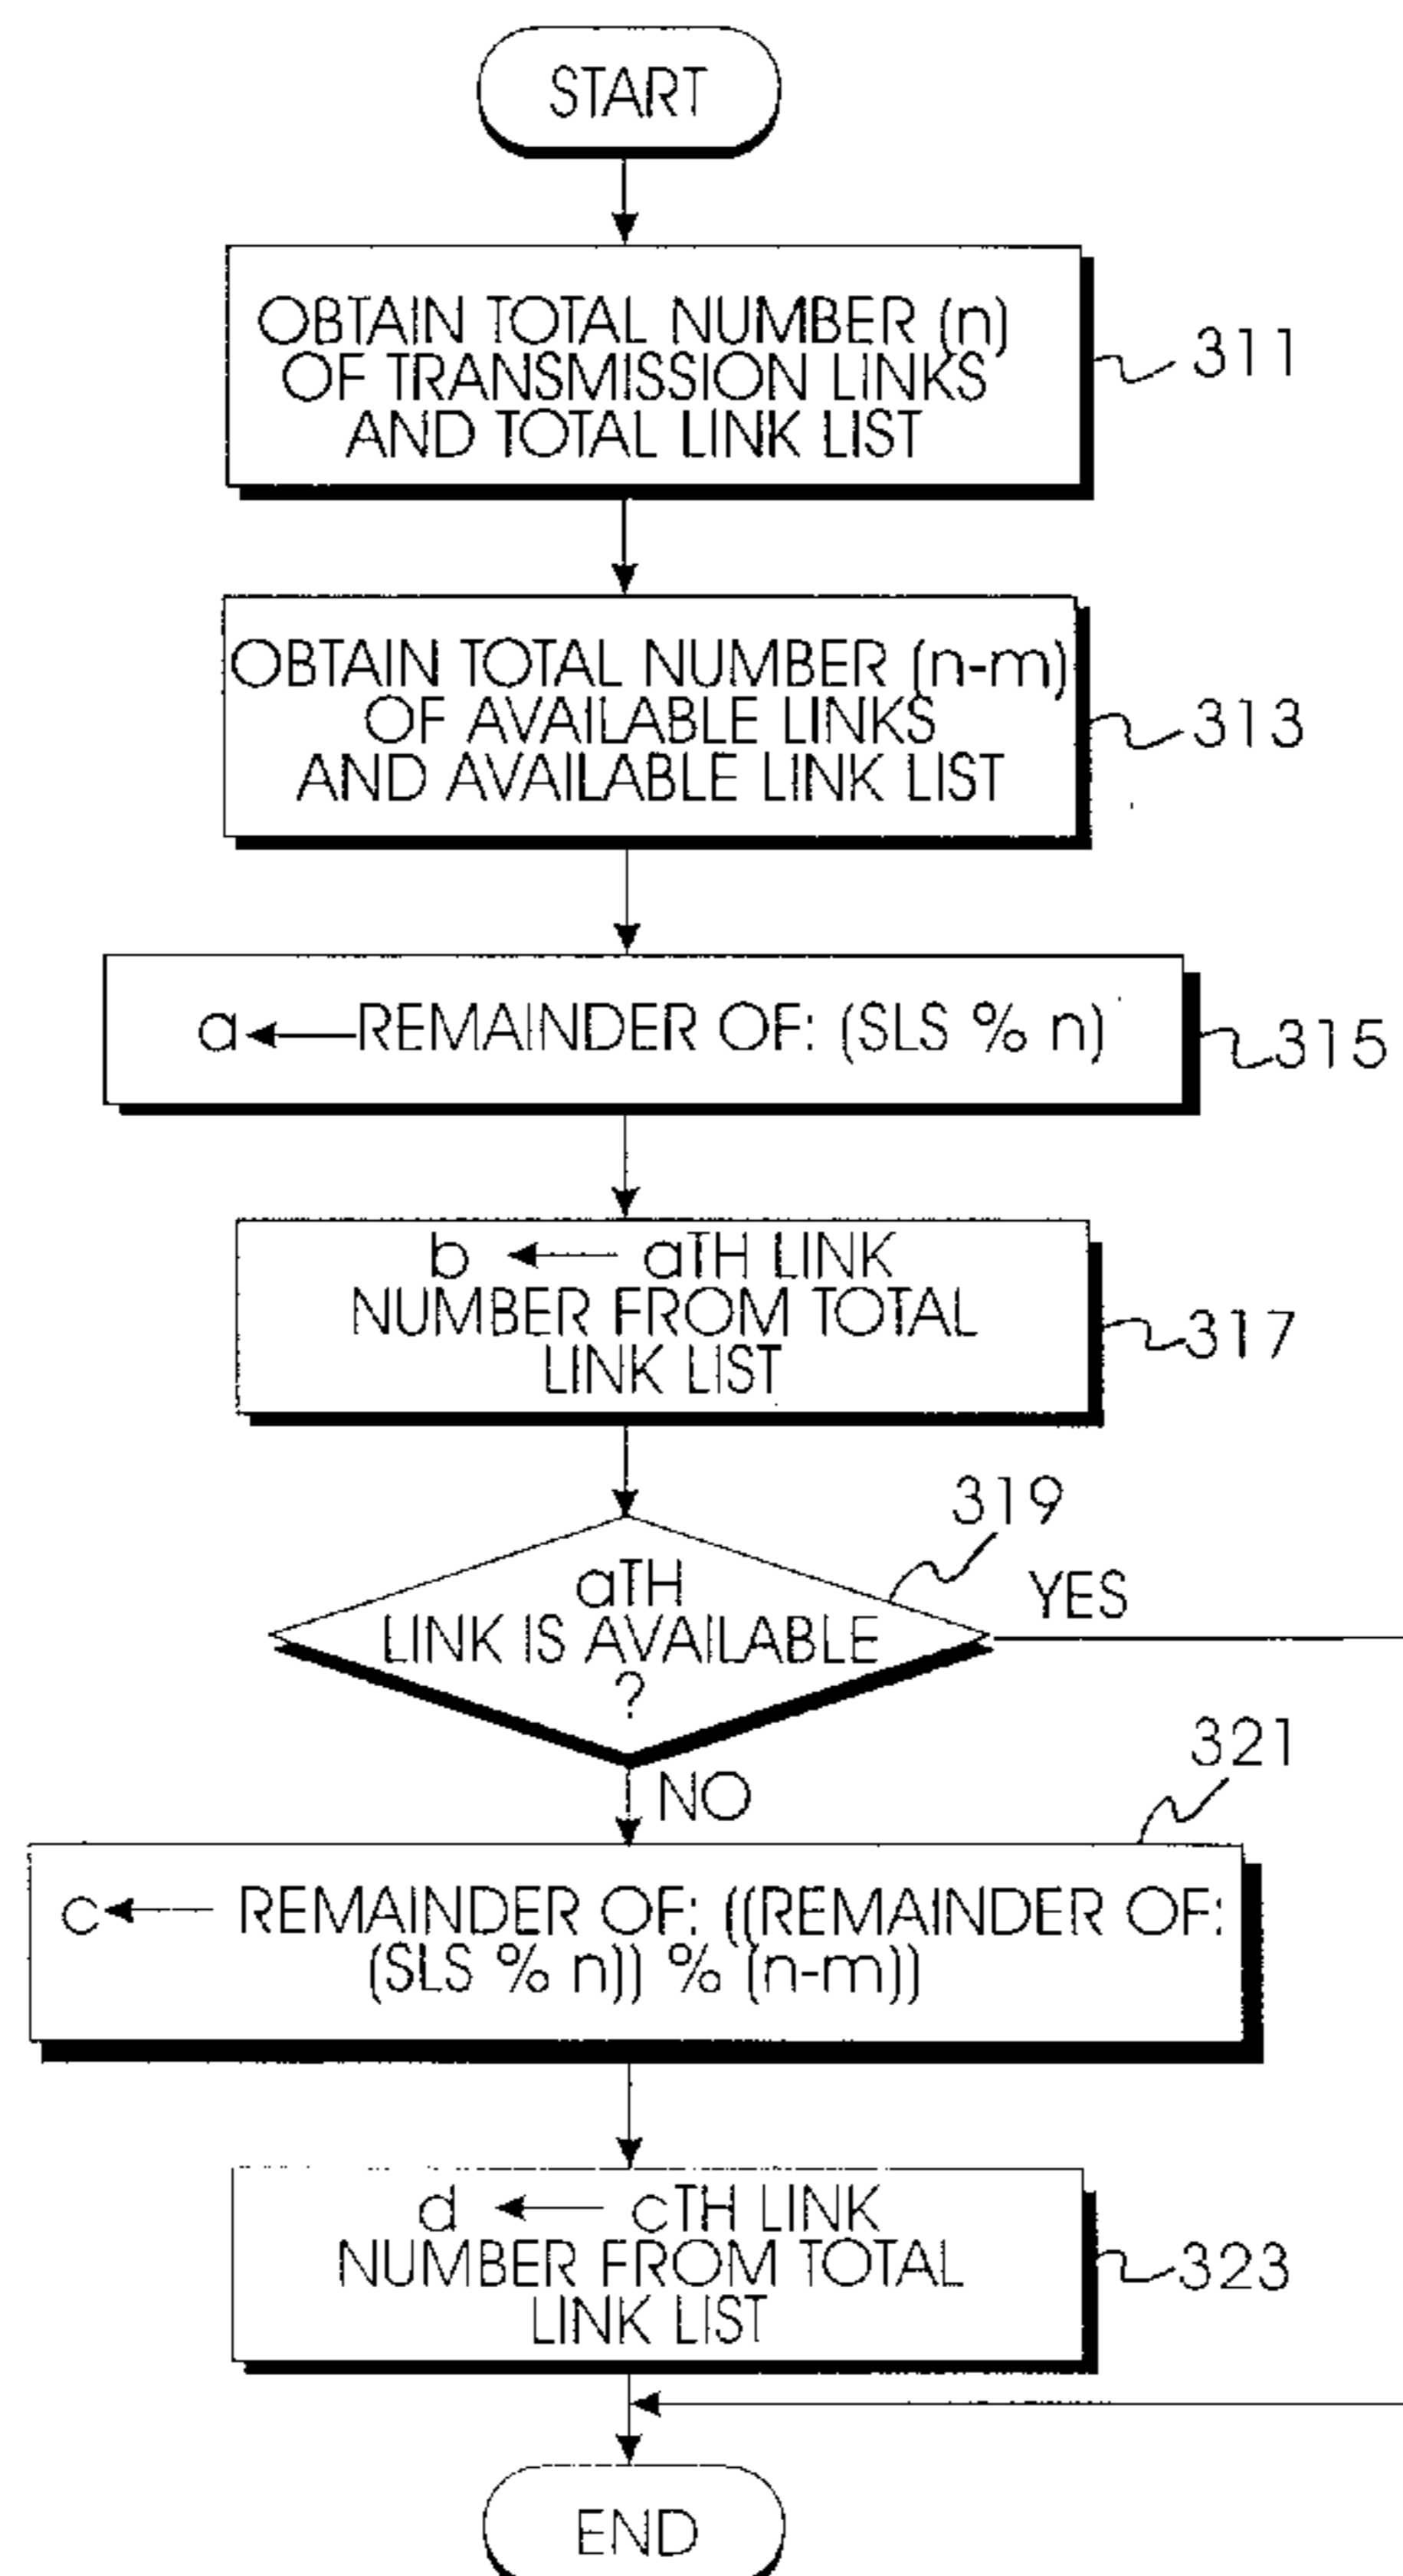 START
OBTAIN TOTAL NUMBER (n)
OF TRANSMISSION LINKS
AND TOTAL LINK LIST
311
OBTAIN TOTAL NUMBER (n-m)
OF AVAILABLE LINKS
AND AVAILABLE LINK LIST
313
a ← REMAINDER OF: (SLS % n)
315
b ← aTH LINK
NUMBER FROM TOTAL
LINK LIST
317
319
aTH
LINK IS AVAILABLE
?
YES
NO
321
c ← REMAINDER OF: ((REMAINDER OF:
(SLS % n)) % (n-m))
d ← cTH LINK
NUMBER FROM TOTAL
LINK LIST
323
END